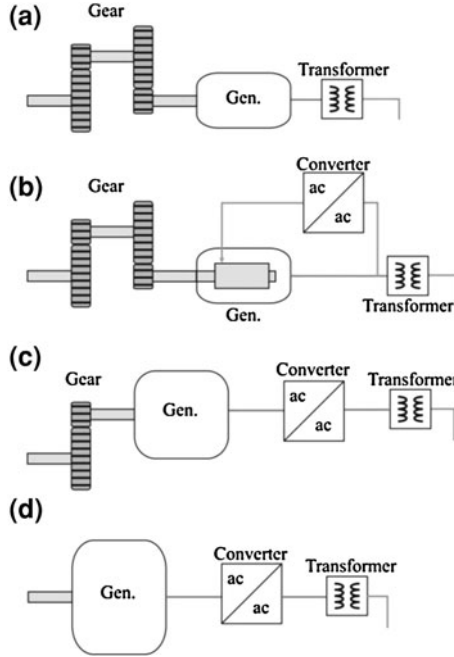 (a)
Gear
Gen.
Transformer
(b)
Gear
Converter
ac
ac
Gen.
Transformer
(c)
Gear
Gen.
Converter
ac
ac
Transformer
(d)
Gen.
Converter
ac
ac
Transformer